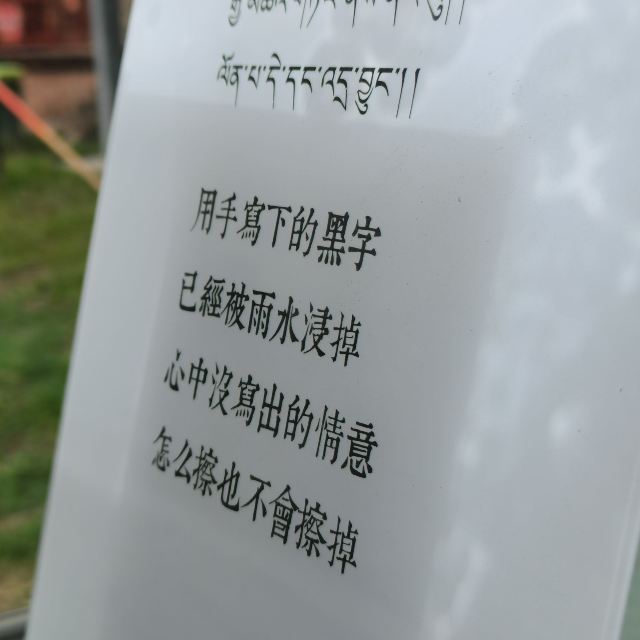 用手寫下的黑字
已經被雨水浸掉
心中沒寫出的情意
怎么擦也不會擦掉